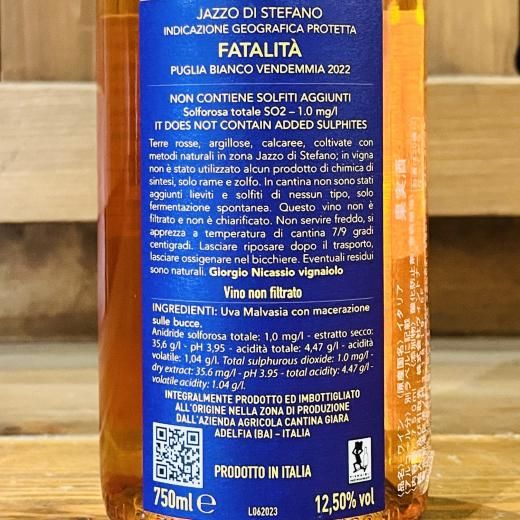 JAZZO DI STEFANO
INDICAZIONE GEOGRAFICA PROTETTA
FATALITÀ
PUGLIA BIANCO VENDEMMIA 2022
NON CONTIENE SOLFITI AGGIUNTI
Solforosa totale SO2 – 1.0 mg/l
IT DOES NOT CONTAIN ADDED SULPHITES
Terre rosse, argillose, calcaree, coltivate con
metodi naturali in zona Jazzo di Stefano; in vigna
non è stato utilizzato alcun prodotto di chimica di
sintesi, solo rame e zolfo. In cantina non sono stati
aggiunti lieviti e solfiti di nessun tipo, solo
fermentazione spontanea. Questo vino non è
filtrato e non è chiarificato. Non servire freddo, si
apprezza a temperatura di cantina 7/9 gradi
centigradi. Lasciare riposare dopo il trasporto,
lasciare ossigenare nel bicchiere. Eventuali residui
sono naturali. Giorgio Nicassio vignaiolo
Vino non filtrato
INGREDIENTI: Uva Malvasia con macerazione
sulle bucce.
Anidride solforosa totale: 1,0 mg/l - estratto secco:
35,6 g/l - pH 3,95 - acidità totale: 4,47 g/l - acidità
volatile: 1,04 g/l. Total sulphurous dioxide: 1.0 mg/l -
dry extract: 35.6 mg/l - pH 3.95 - total acidity: 4.47 g/l -
volatile acidity: 1.04 g/l.
INTEGRALMENTE PRODOTTO ED IMBOTTIGLIATO
ALL'ORIGINE NELLA ZONA DI PRODUZIONE
DALL'AZIENDA AGRICOLA CANTINA GIARA
ADELFIA (BA) - ITALIA
PRODOTTO IN ITALIA
750ml e
L062023
12,50% vol
果実酒